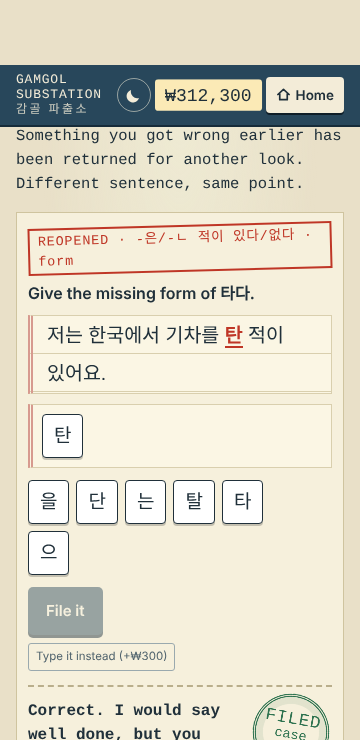 GAMGOL
SUBSTATION
감골 파출소
₩312,300
Home
Something you got wrong earlier has
been returned for another look.
Different sentence, same point.
REOPENED · -은/-ㄴ 적이 있다/없다 ·
form
Give the missing form of 타다.
저는 한국에서 기차를 탄 적이
있어요.
탄
을 단 는 탈 타
으
File it
Type it instead (+₩300)
Correct. I would say
well done, but you
FILED
case